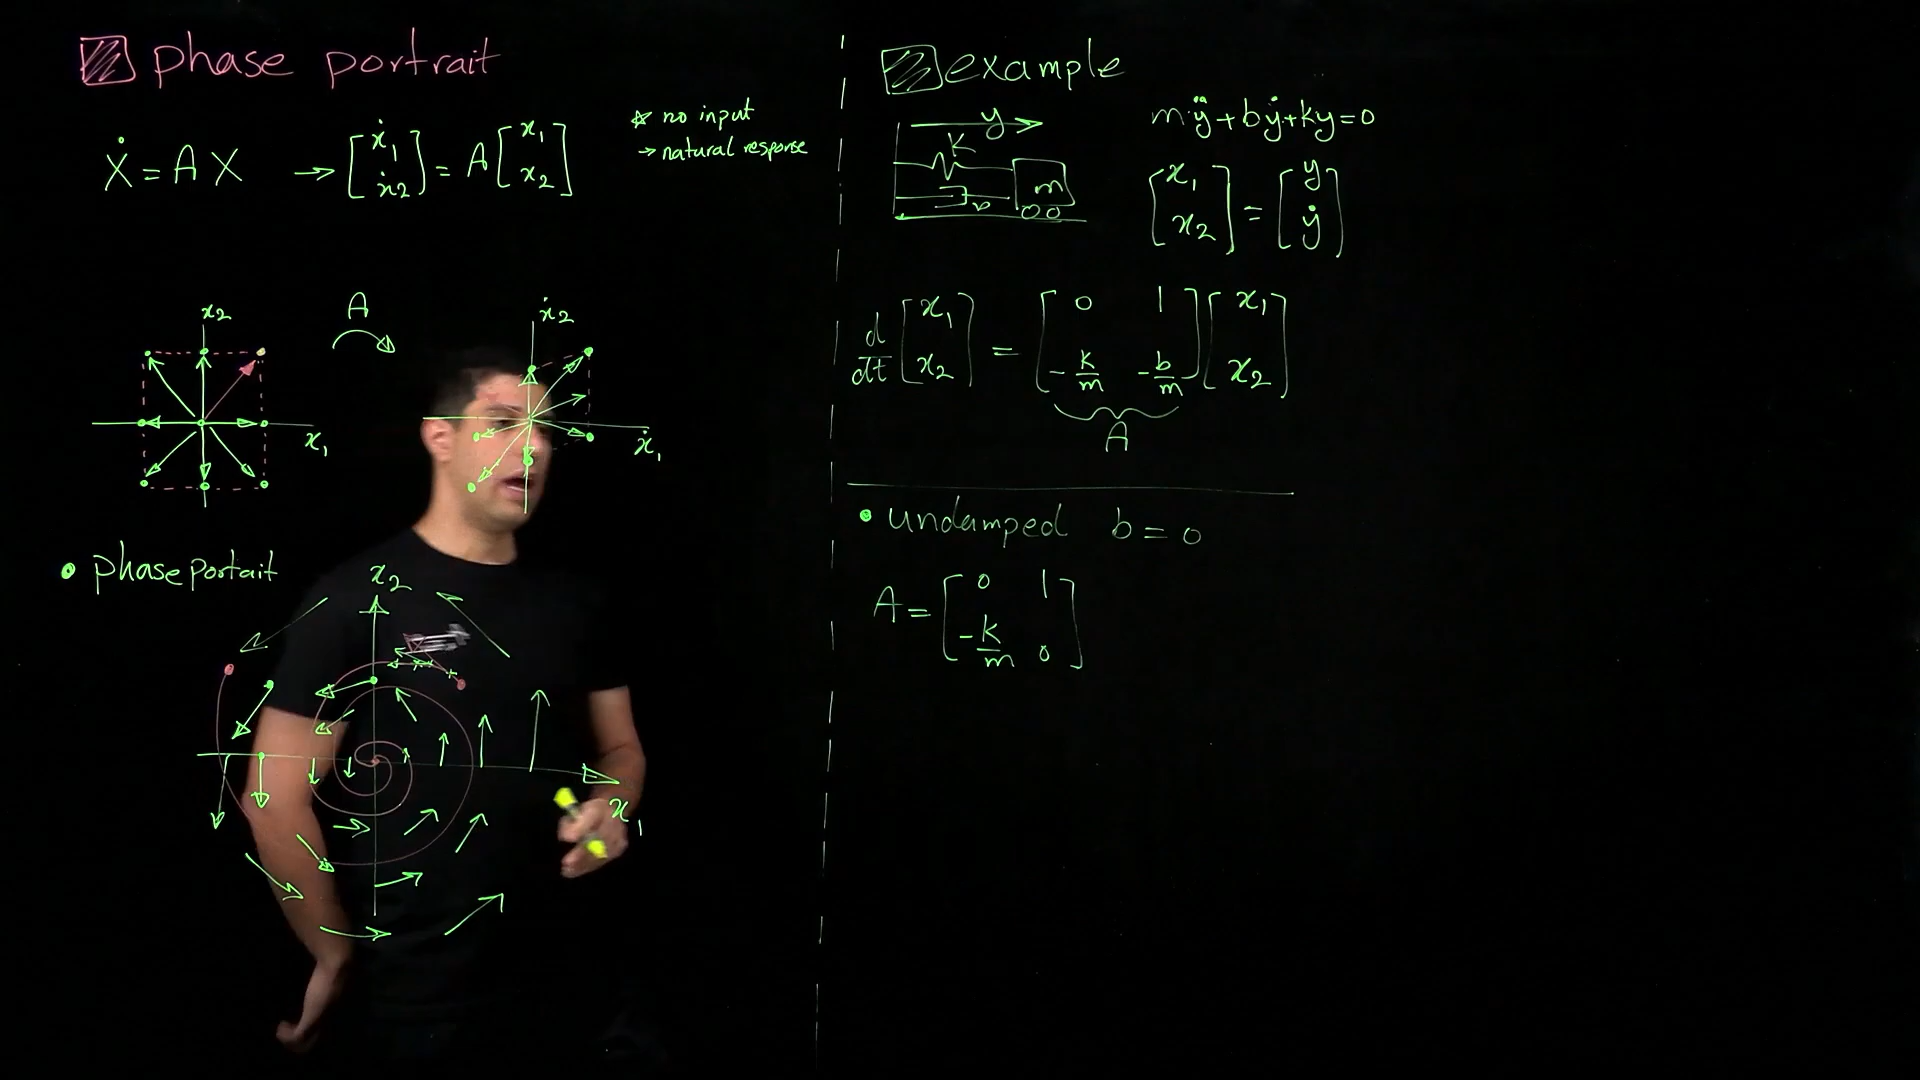 phase portrait
Ẋ = A X → [ẋ1 ẋ2] = A [x1 x2]
* no input
→ natural response
x2
x1
A
ẋ2
ẋ1
• phase portait
x2
x1
example
y
K
m
b
mÿ + bẏ + ky = 0
[x1 x2] = [y ẏ]
d/dt [x1 x2] = [0 1 -k/m -b/m] [x1 x2]
A
• undamped b = 0
A = [0 1 -k/m 0]